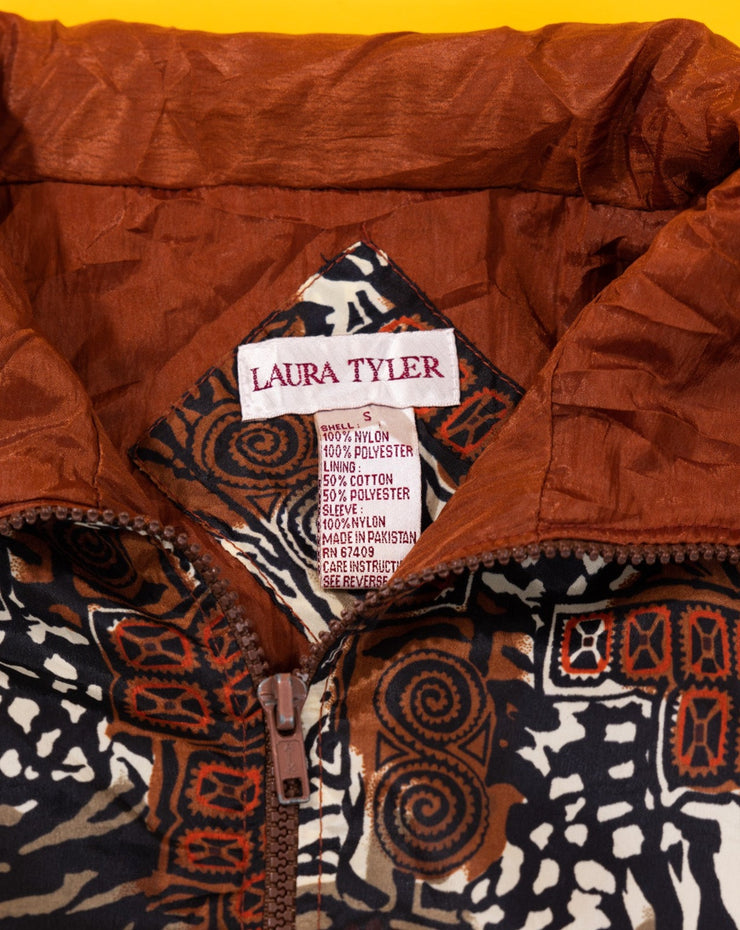 LAURA TYLER
S
SHELL :
100% NYLON
100% POLYESTER
LINING :
50% COTTON
50% POLYESTER
SLEEVE :
100% NYLON
MADE IN PAKISTAN
RN 67409
CARE INSTRUCTI
SEE REVERSE